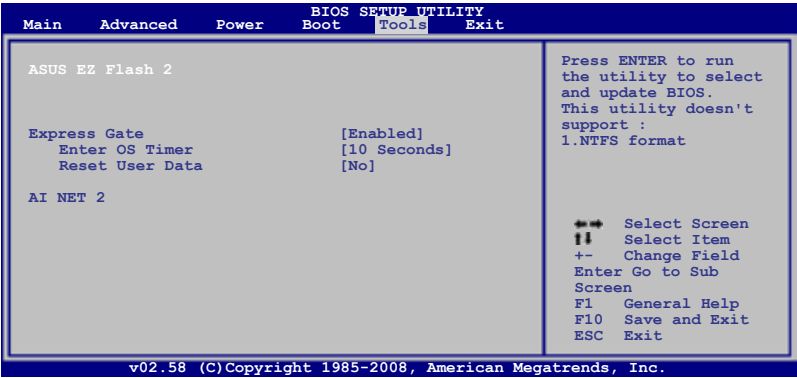 BIOS SETUP UTILITY
Main Advanced Power Boot Tools Exit
ASUS EZ Flash 2
Express Gate [Enabled]
Enter OS Timer [10 Seconds]
Reset User Data [No]
AI NET 2
Press ENTER to run
the utility to select
and update BIOS.
This utility doesn't
support :
1.NTFS format
Select Screen
Select Item
+- Change Field
Enter Go to Sub
Screen
F1 General Help
F10 Save and Exit
ESC Exit
v02.58 (C)Copyright 1985-2008, American Megatrends, Inc.